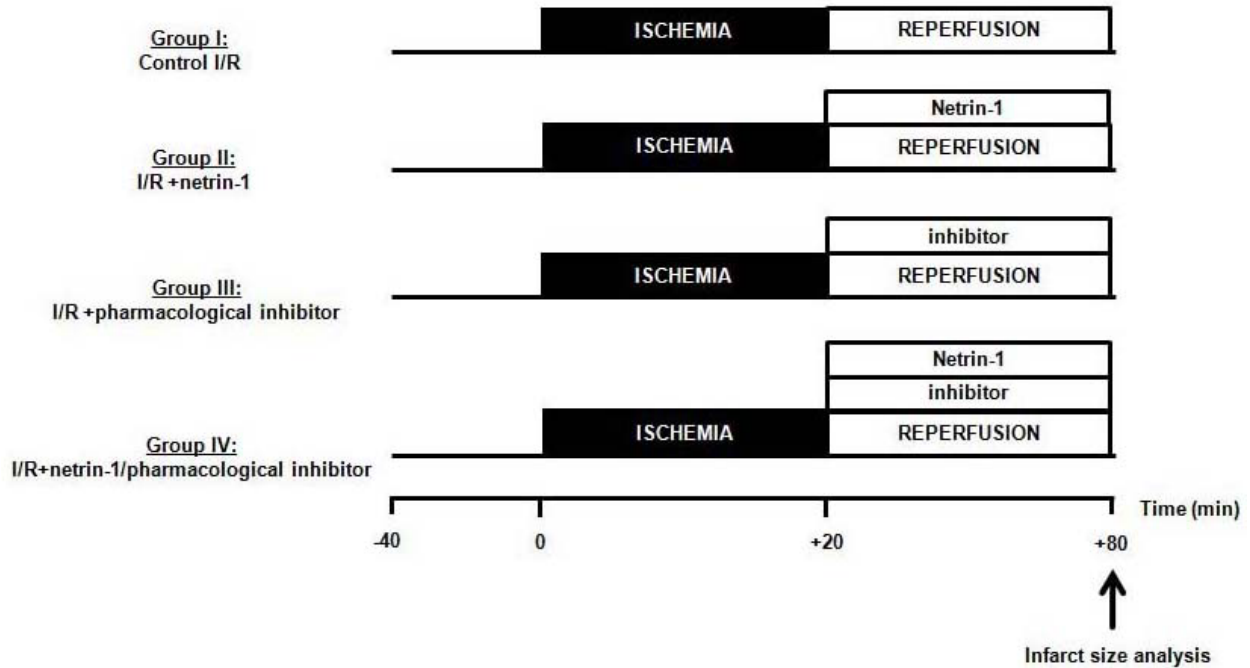 Group I:
Control I/R
ISCHEMIA
REPERFUSION
Group II:
I/R +netrin-1
Netrin-1
ISCHEMIA
REPERFUSION
Group III:
I/R +pharmacological inhibitor
inhibitor
ISCHEMIA
REPERFUSION
Group IV:
I/R+netrin-1/pharmacological inhibitor
Netrin-1
inhibitor
ISCHEMIA
REPERFUSION
Time (min)
-40
0
+20
+80
Infarct size analysis